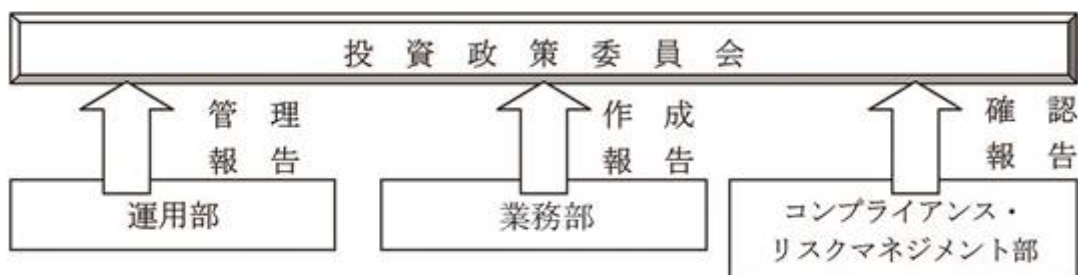 投資政策委員会
管理
報告
作成
報告
確認
報告
運用部
業務部
コンプライアンス・
リスクマネジメント部